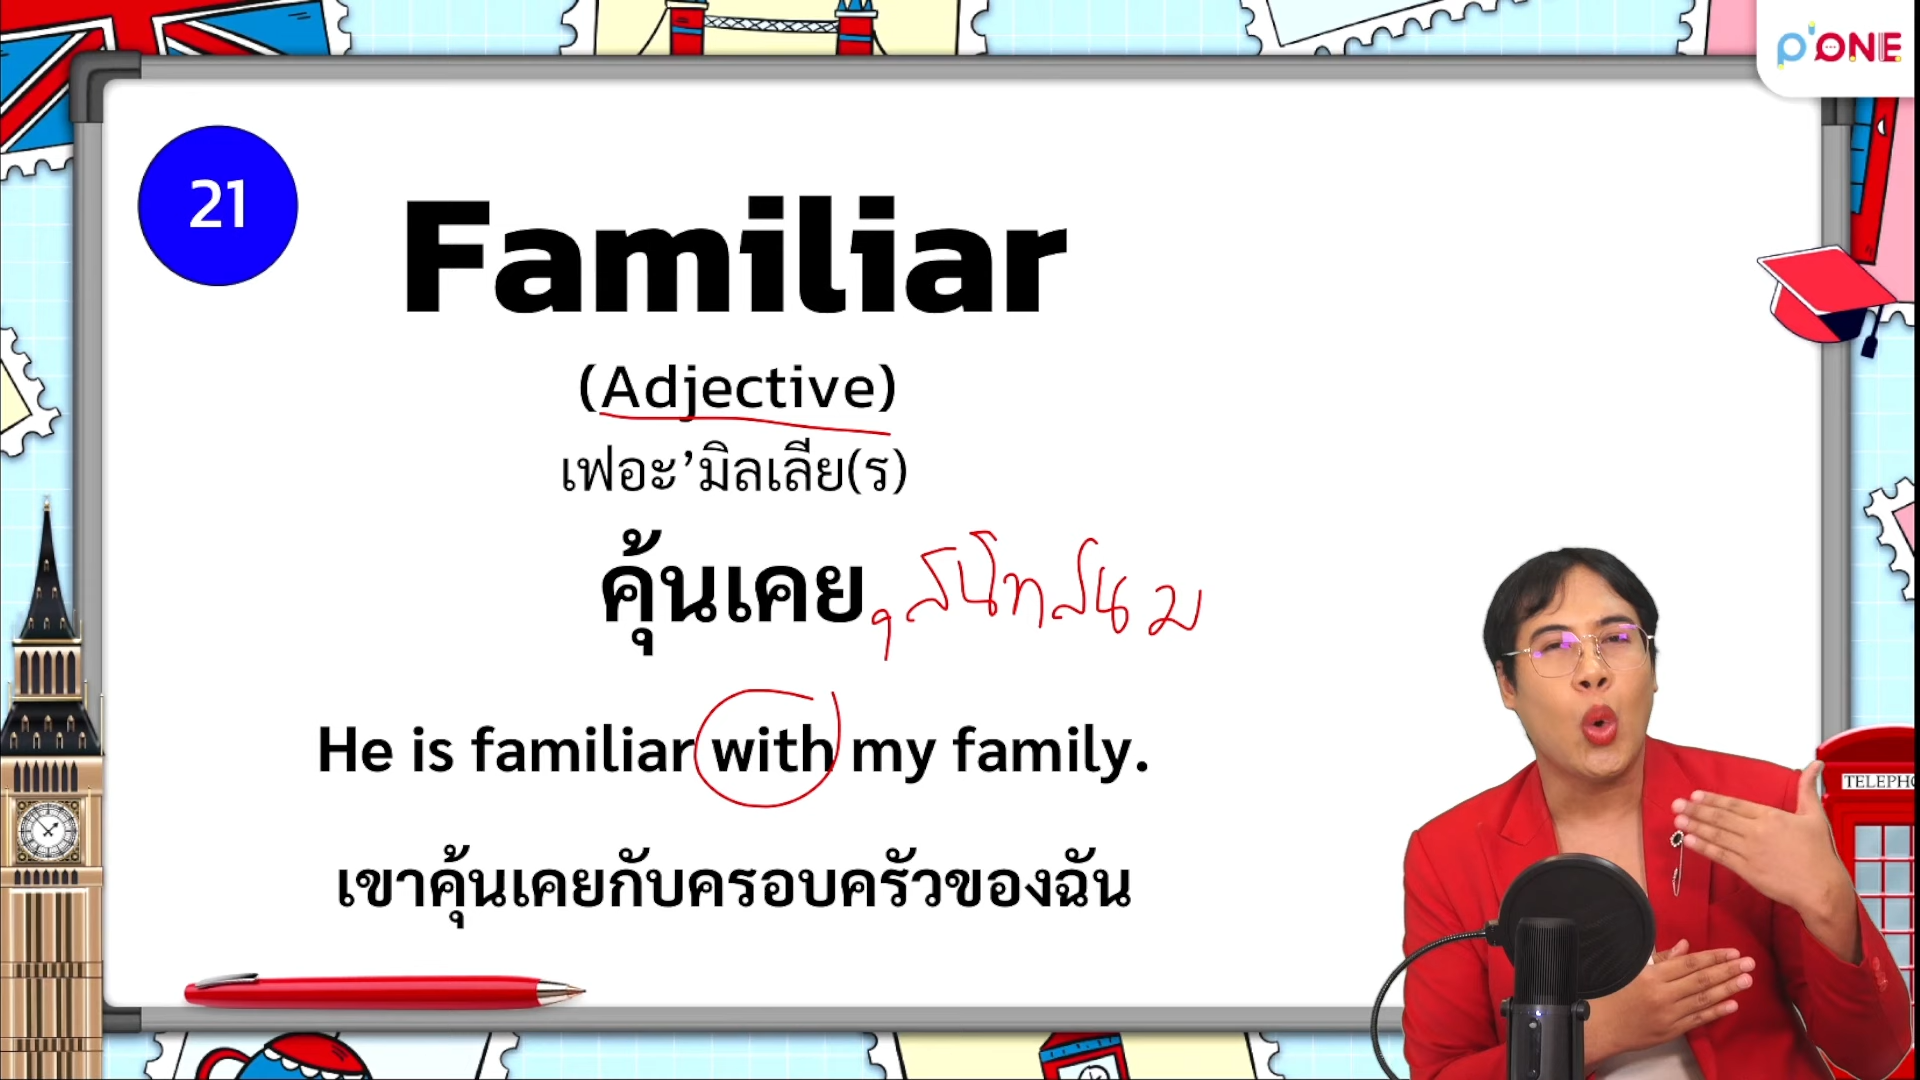 P'ONE
21
Familiar
(Adjective)
เฟอะ’มิลเลีย(ร)
คุ้นเคย, สนิทสนม
He is familiar with my family.
เขาคุ้นเคยกับครอบครัวของฉัน
TELEPHO